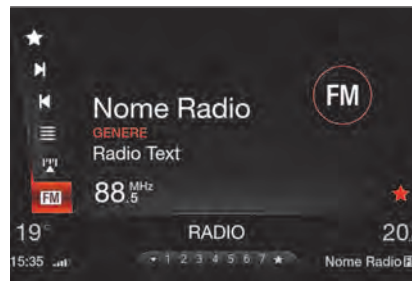 Nome Radio
FM
GENERE
Radio Text
88.5 MHz
FM
19°
RADIO
20
15:35
1 2 3 4 5 6 7
Nome Radio